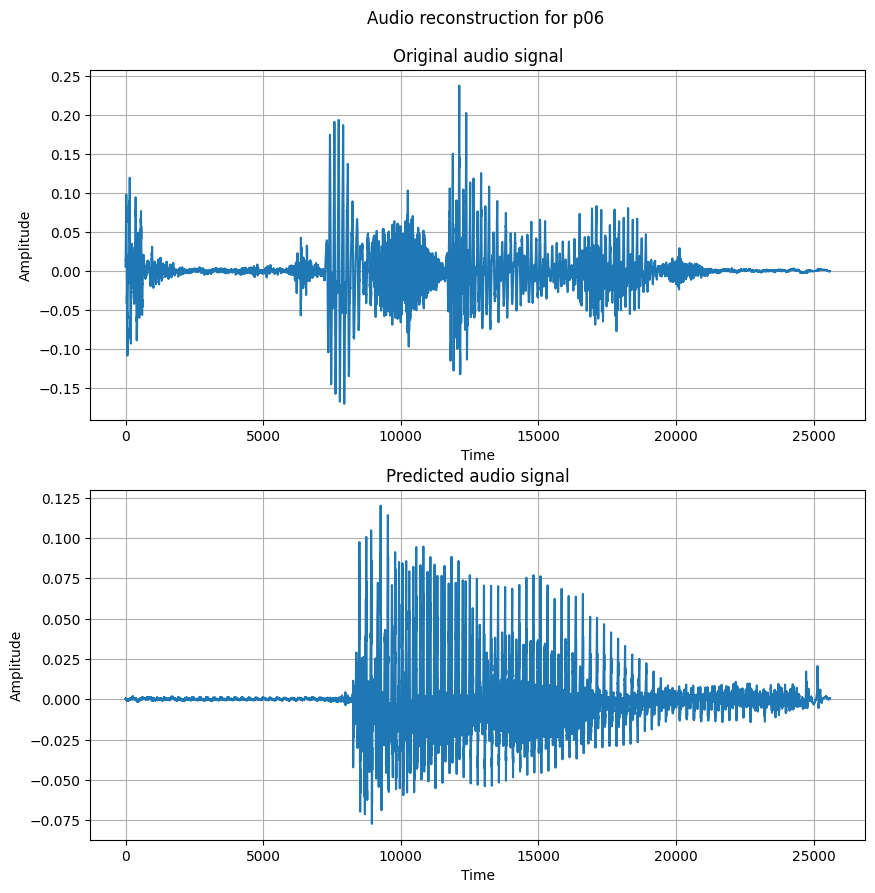 Audio reconstruction for p06
Original audio signal
0.25
0.20
0.15
0.10
0.05
0.00
−0.05
−0.10
−0.15
Amplitude
0 5000 10000 15000 20000 25000
Time
Predicted audio signal
0.125
0.100
0.075
0.050
0.025
0.000
−0.025
−0.050
−0.075
Amplitude
0 5000 10000 15000 20000 25000
Time